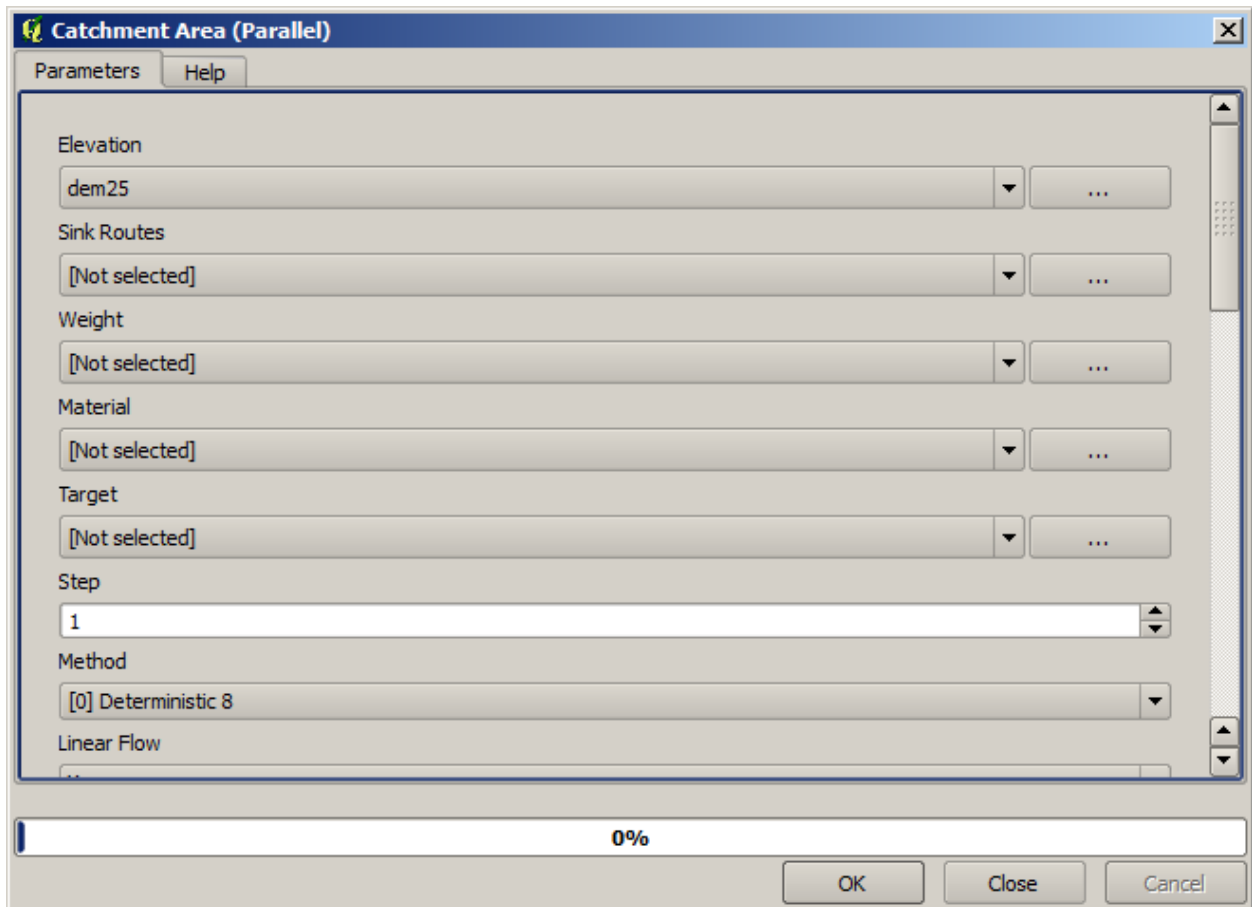 Catchment Area (Parallel)
Parameters Help
Elevation
dem25 ...
Sink Routes
[Not selected] ...
Weight
[Not selected] ...
Material
[Not selected] ...
Target
[Not selected] ...
Step
1
Method
[0] Deterministic 8
Linear Flow
0%
OK Close Cancel